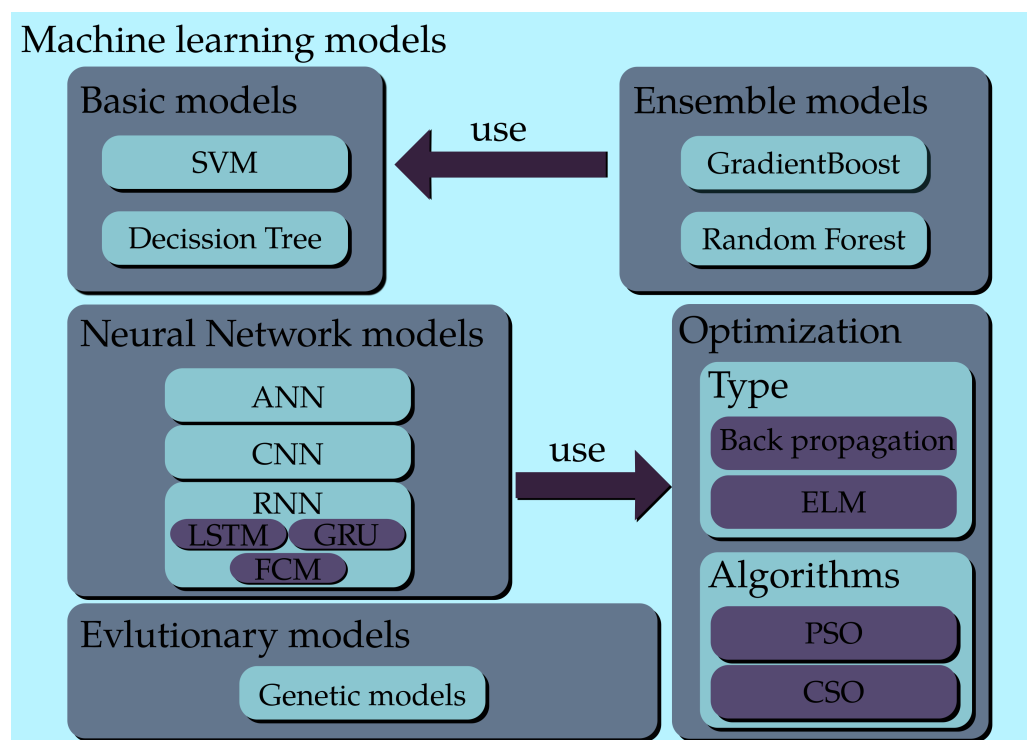 Machine learning models
Basic models
SVM
Decission Tree
use
Ensemble models
GradientBoost
Random Forest
Neural Network models
ANN
CNN
RNN
LSTM
GRU
FCM
use
Optimization
Type
Back propagation
ELM
Algorithms
PSO
CSO
Evlutionary models
Genetic models